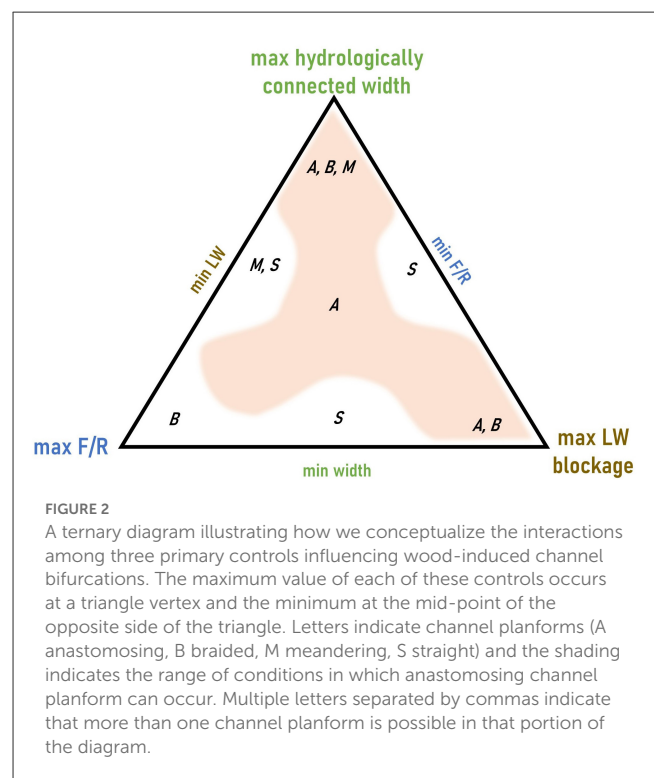 max hydrologically
connected width
A, B, M
min LW
M, S
S
min F/R
A
B
S
A, B
max F/R
max LW
blockage
min width
FIGURE 2
A ternary diagram illustrating how we conceptualize the interactions
among three primary controls influencing wood-induced channel
bifurcations. The maximum value of each of these controls occurs
at a triangle vertex and the minimum at the mid-point of the
opposite side of the triangle. Letters indicate channel planforms (A
anastomosing, B braided, M meandering, S straight) and the shading
indicates the range of conditions in which anastomosing channel
planform can occur. Multiple letters separated by commas indicate
that more than one channel planform is possible in that portion of
the diagram.